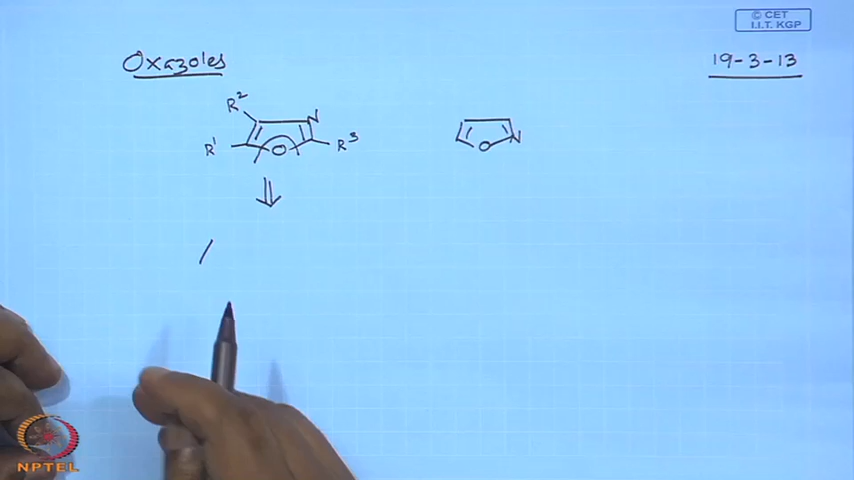 © CET
I.I.T. KGP
Oxazoles
19-3-13
R² N
R¹ O R³
O N
NPTEL